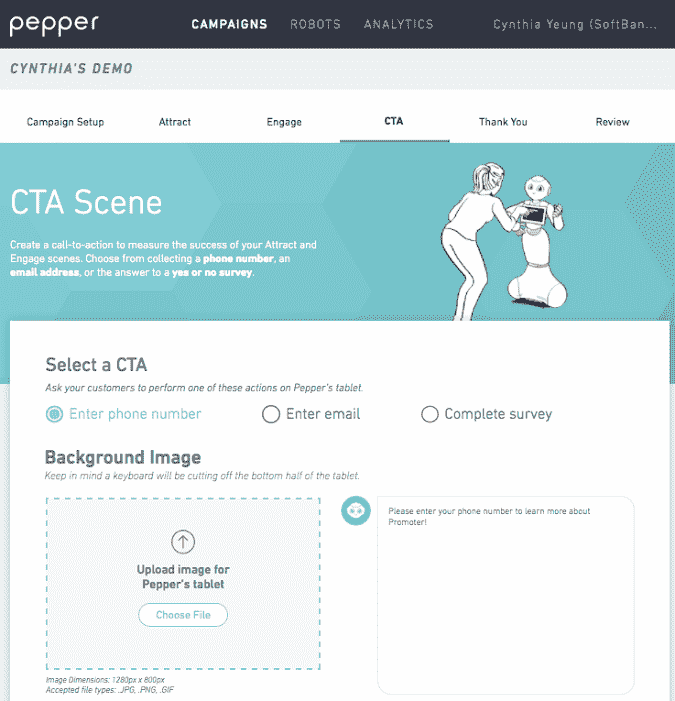 pepper
CAMPAIGNS ROBOTS ANALYTICS Cynthia Yeung (SoftBan...
CYNTHIA'S DEMO
Campaign Setup Attract Engage CTA Thank You Review
CTA Scene
Create a call-to-action to measure the success of your Attract and
Engage scenes. Choose from collecting a phone number, an
email address, or the answer to a yes or no survey.
Select a CTA
Ask your customers to perform one of these actions on Pepper's tablet.
Enter phone number Enter email Complete survey
Background Image
Keep in mind a keyboard will be cutting off the bottom half of the tablet.
Upload image for
Pepper's tablet
Choose File
Please enter your phone number to learn more about
Promoter!
Image Dimensions: 1280px x 800px
Accepted file types: .JPG, .PNG, .GIF